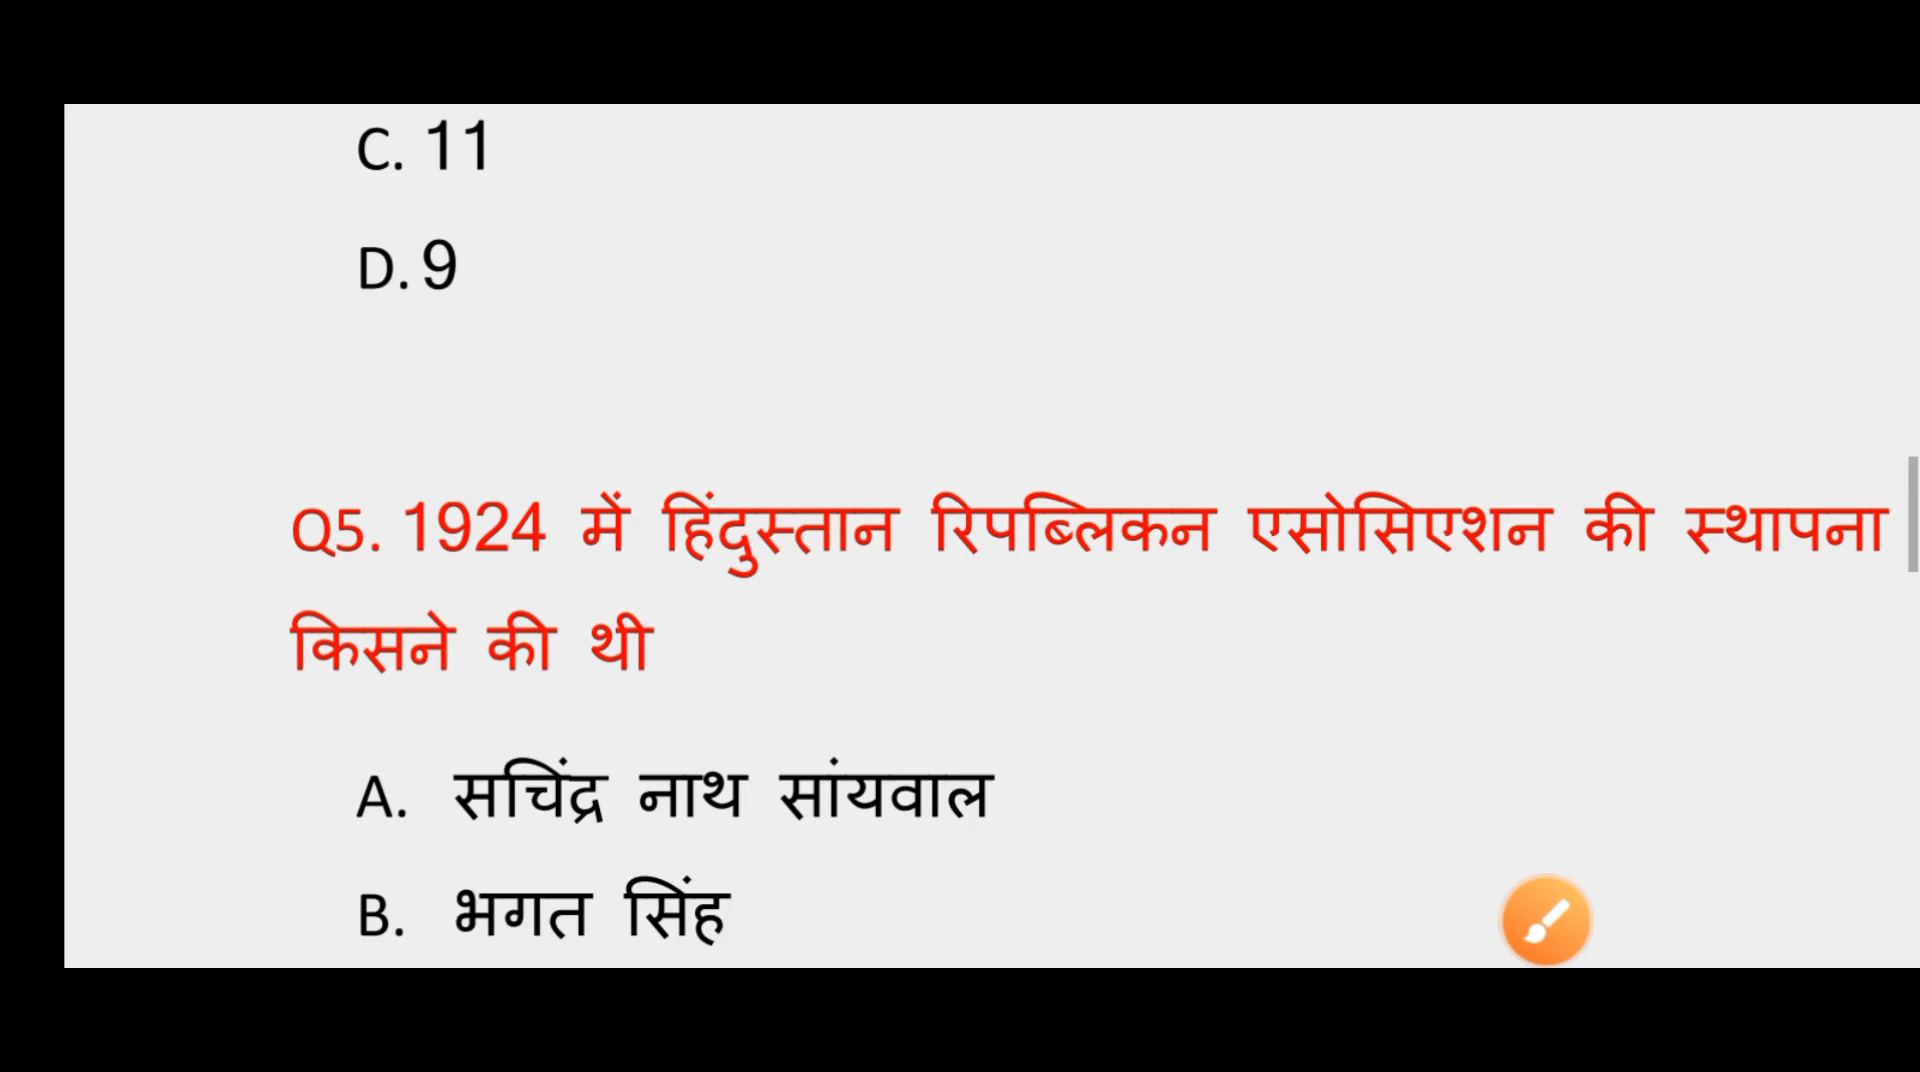 C. 11
D. 9
Q5. 1924 में हिंदुस्तान रिपब्लिकन एसोसिएशन की स्थापना
किसने की थी
A. सचिंद्र नाथ सांयवाल
B. भगत सिंह